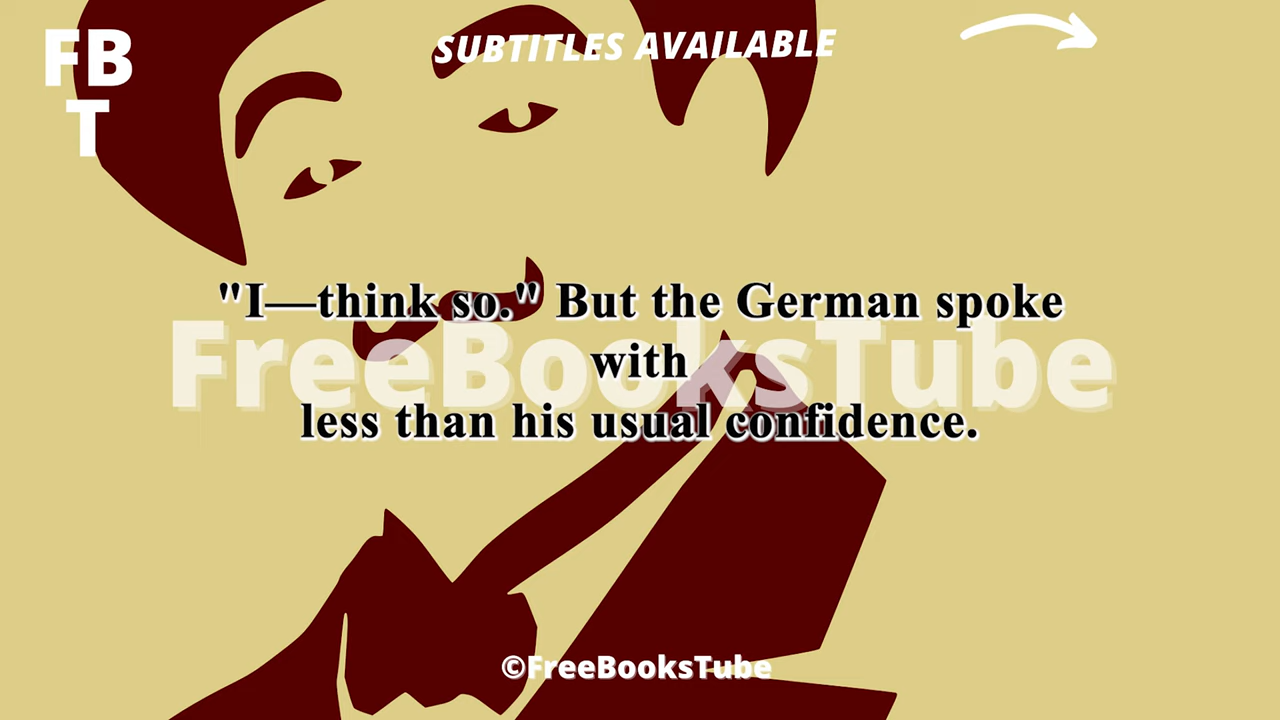 FB
T
SUBTITLES AVAILABLE
"I—think so." But the German spoke
with
less than his usual confidence.
FreeBooksTube
©FreeBooksTube